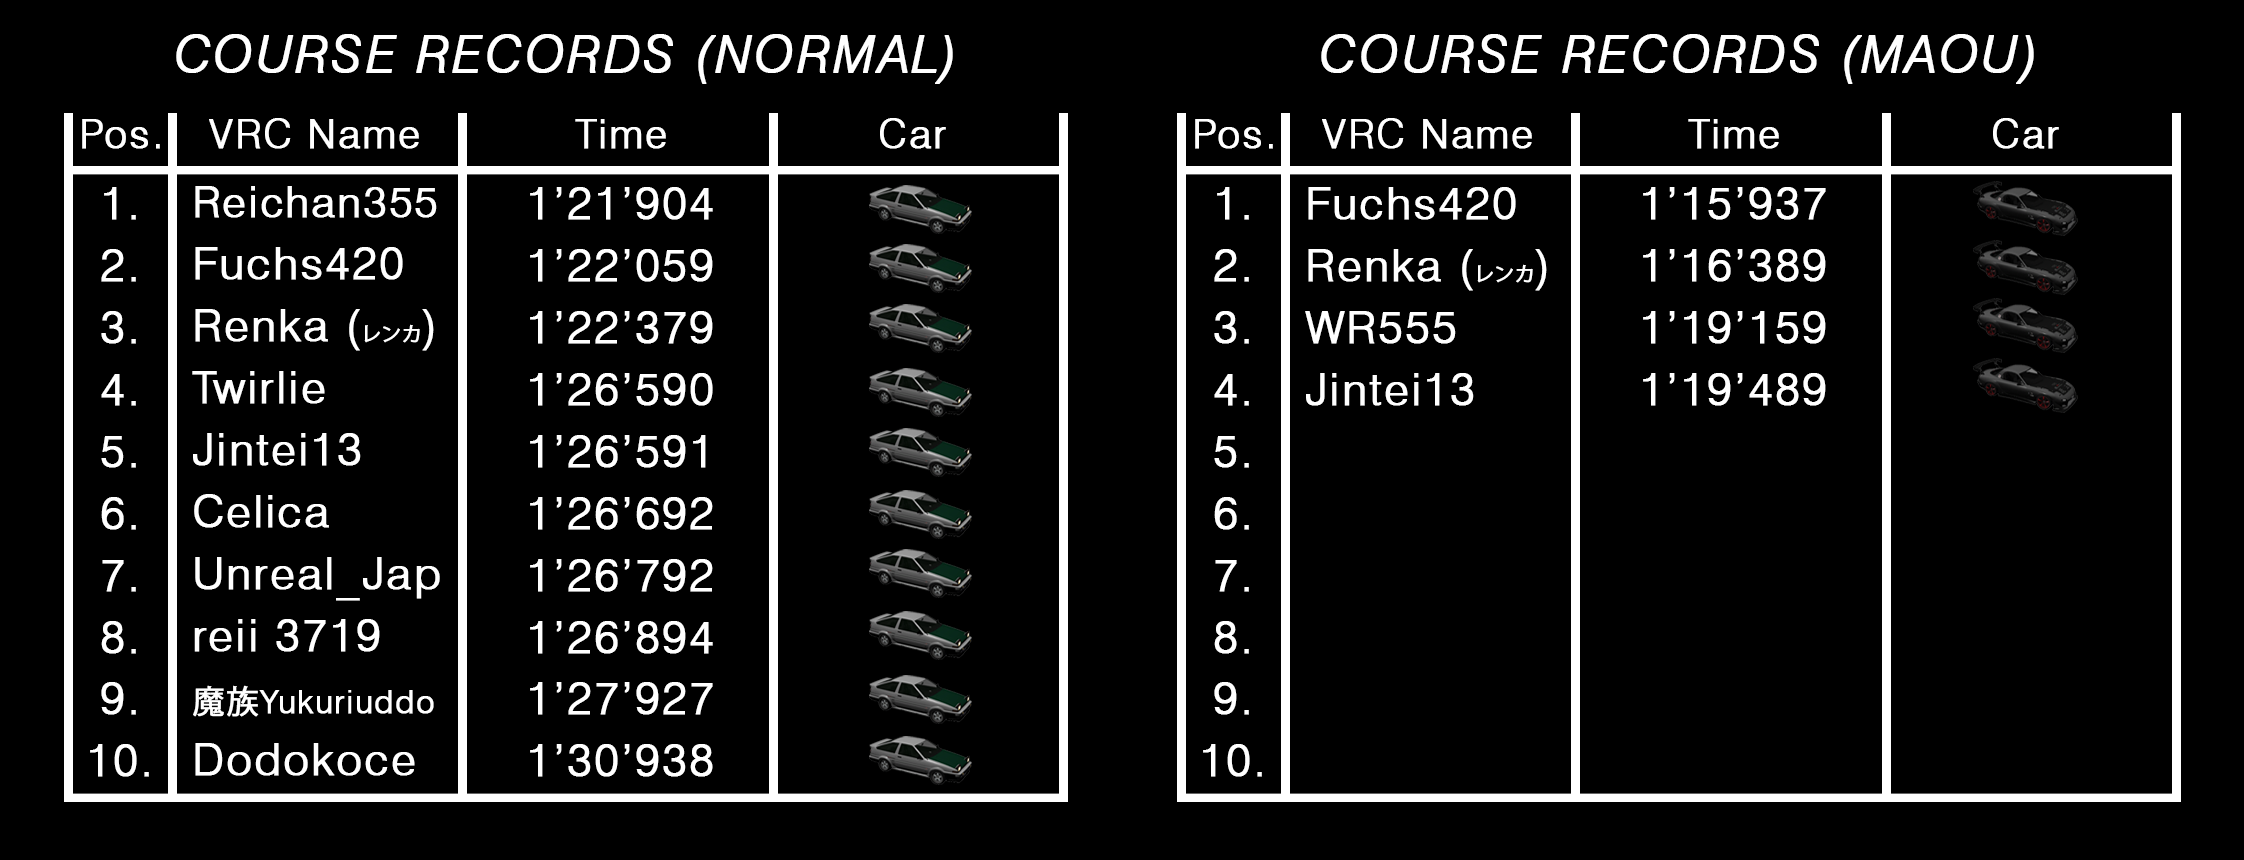 COURSE RECORDS (NORMAL)
Pos. VRC Name Time Car
1. Reichan355 1’21’904
2. Fuchs420 1’22’059
3. Renka (レンカ) 1’22’379
4. Twirlie 1’26’590
5. Jintei13 1’26’591
6. Celica 1’26’692
7. Unreal_Jap 1’26’792
8. reii 3719 1’26’894
9. 魔族Yukuriuddo 1’27’927
10. Dodokoce 1’30’938
COURSE RECORDS (MAOU)
Pos. VRC Name Time Car
1. Fuchs420 1’15’937
2. Renka (レンカ) 1’16’389
3. WR555 1’19’159
4. Jintei13 1’19’489
5.
6.
7.
8.
9.
10.